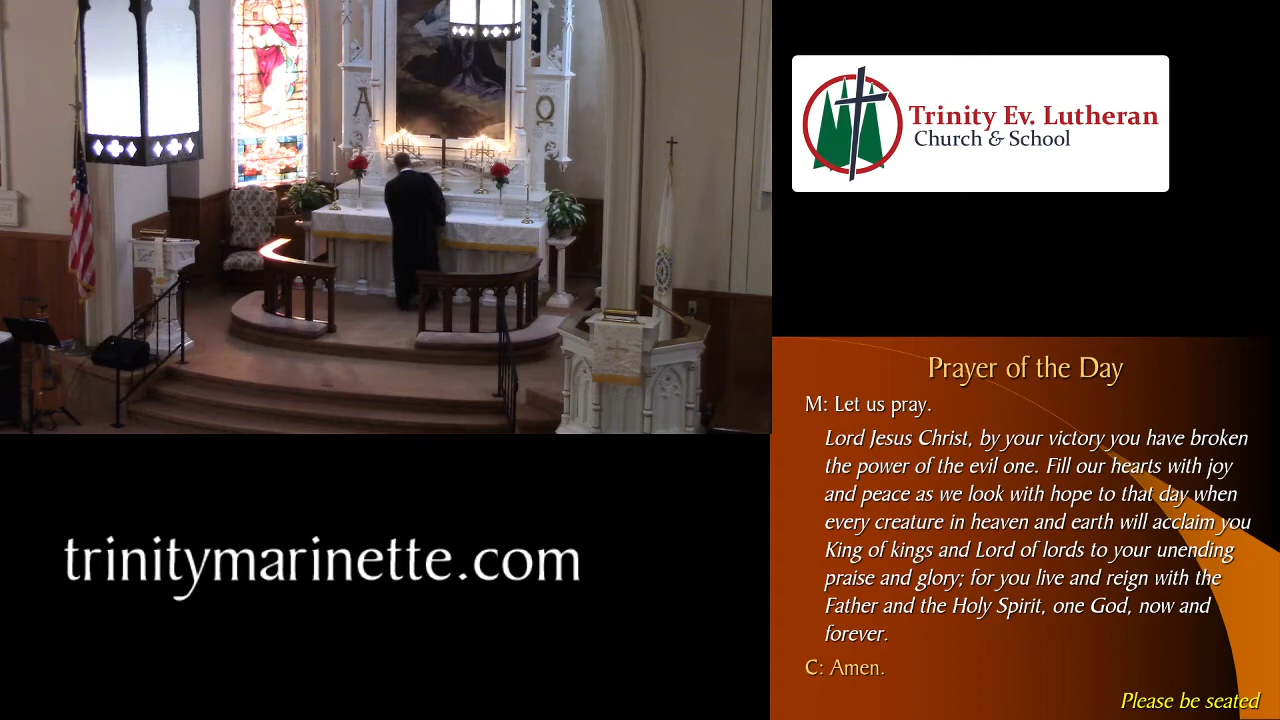 A Ω
Trinity Ev. Lutheran
Church & School
Prayer of the Day
M: Let us pray.
Lord Jesus Christ, by your victory you have broken
the power of the evil one. Fill our hearts with joy
and peace as we look with hope to that day when
every creature in heaven and earth will acclaim you
King of kings and Lord of lords to your unending
praise and glory; for you live and reign with the
Father and the Holy Spirit, one God, now and
forever.
C: Amen.
Please be seated
trinitymarinette.com